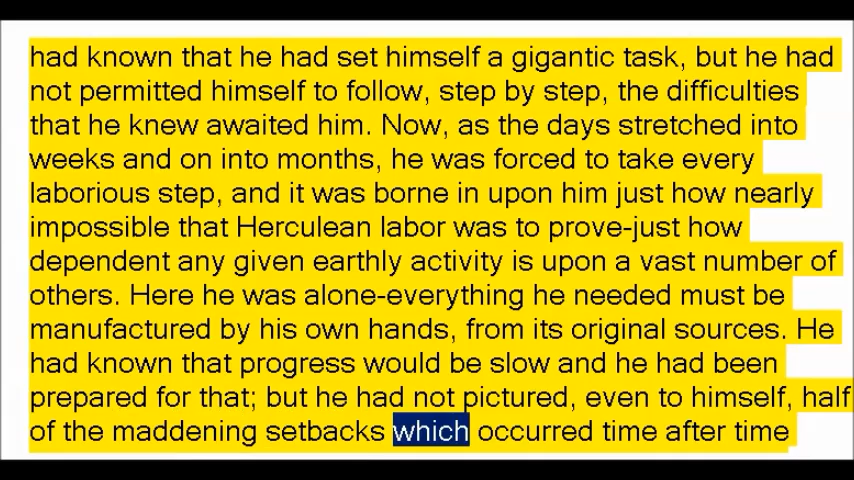 had known that he had set himself a gigantic task, but he had
not permitted himself to follow, step by step, the difficulties
that he knew awaited him. Now, as the days stretched into
weeks and on into months, he was forced to take every
laborious step, and it was borne in upon him just how nearly
impossible that Herculean labor was to prove-just how
dependent any given earthly activity is upon a vast number of
others. Here he was alone-everything he needed must be
manufactured by his own hands, from its original sources. He
had known that progress would be slow and he had been
prepared for that; but he had not pictured, even to himself, half
of the maddening setbacks which occurred time after time